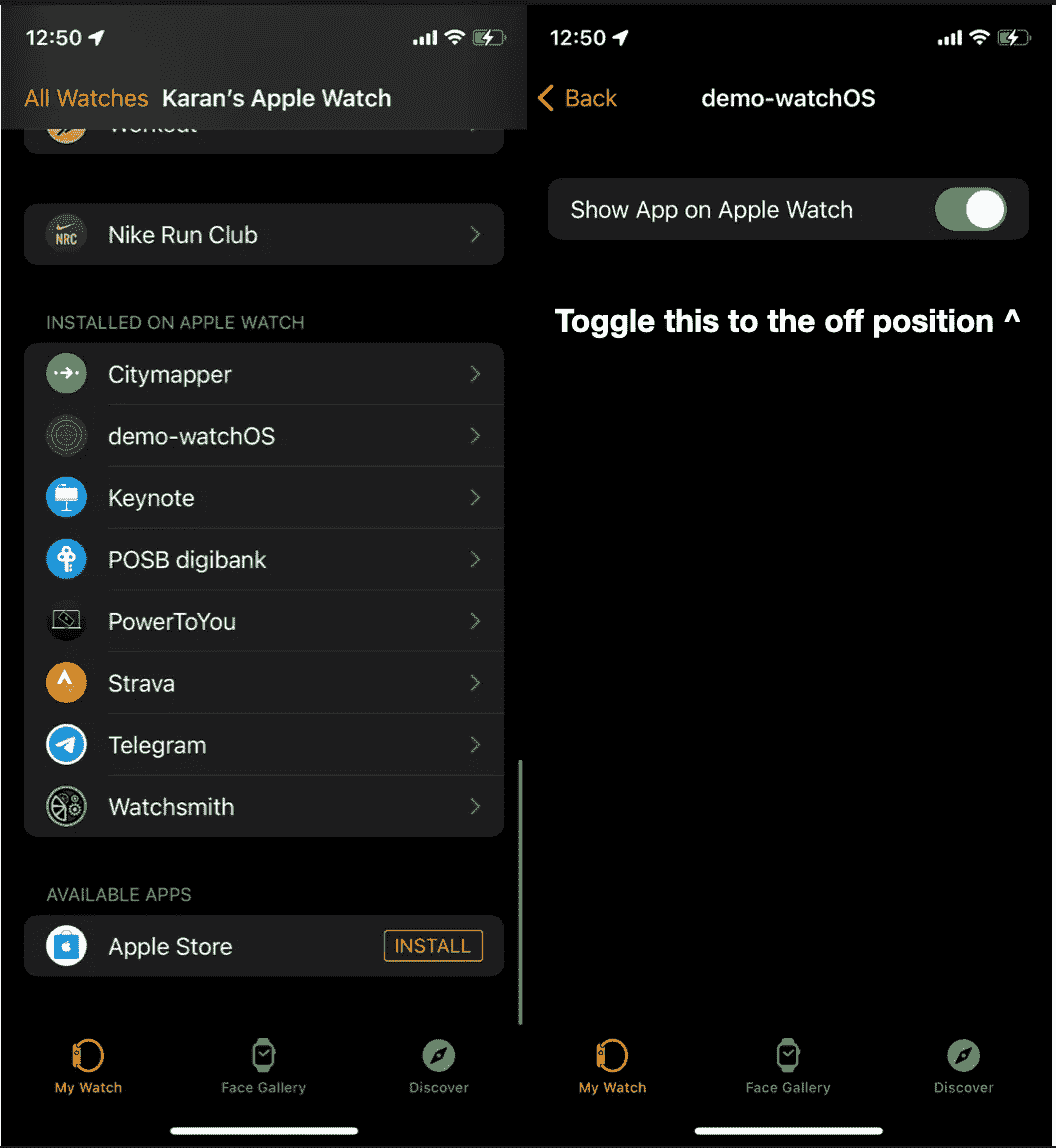 12:50
All Watches Karan's Apple Watch
Workout
NRC
Nike Run Club
INSTALLED ON APPLE WATCH
Citymapper
demo-watchOS
Keynote
POSB digibank
PowerToYou
Strava
Telegram
Watchsmith
AVAILABLE APPS
Apple Store INSTALL
My Watch Face Gallery Discover
12:50
Back demo-watchOS
Show App on Apple Watch
Toggle this to the off position ^
My Watch Face Gallery Discover